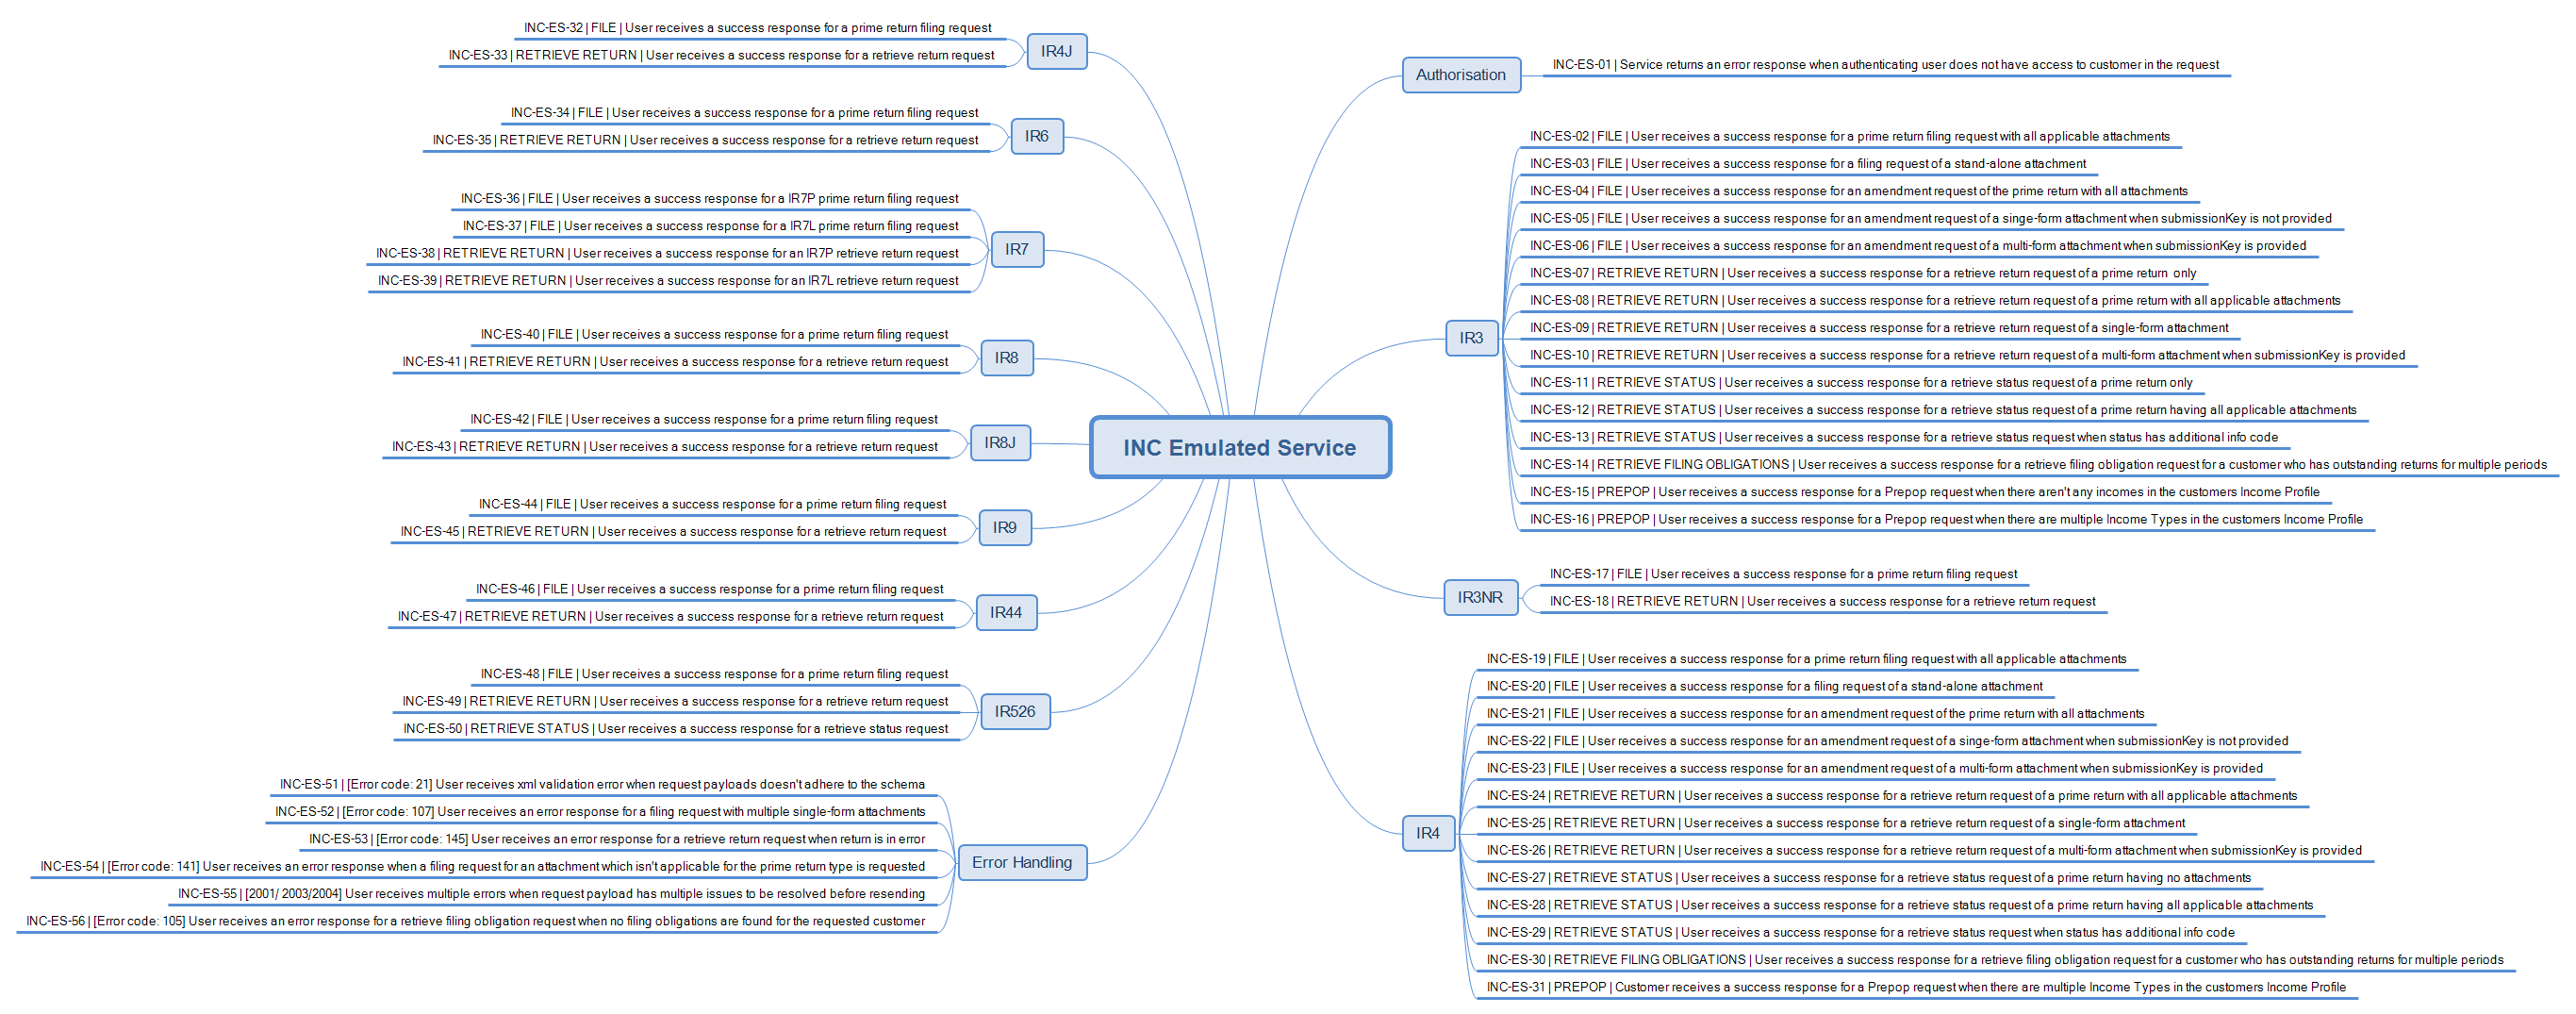 INC Emulated Service
Authorisation
INC-ES-01 | Service returns an error response when authenticating user does not have access to customer in the request
IR3
INC-ES-02 | FILE | User receives a success response for a prime return filing request with all applicable attachments
INC-ES-03 | FILE | User receives a success response for a filing request of a stand-alone attachment
INC-ES-04 | FILE | User receives a success response for an amendment request of the prime return with all attachments
INC-ES-05 | FILE | User receives a success response for an amendment request of a singe-form attachment when submissionKey is not provided
INC-ES-06 | FILE | User receives a success response for an amendment request of a multi-form attachment when submissionKey is provided
INC-ES-07 | RETRIEVE RETURN | User receives a success response for a retrieve return request of a prime return  only
INC-ES-08 | RETRIEVE RETURN | User receives a success response for a retrieve return request of a prime return with all applicable attachments
INC-ES-09 | RETRIEVE RETURN | User receives a success response for a retrieve return request of a single-form attachment
INC-ES-10 | RETRIEVE RETURN | User receives a success response for a retrieve return request of a multi-form attachment when submissionKey is provided
INC-ES-11 | RETRIEVE STATUS | User receives a success response for a retrieve status request of a prime return only
INC-ES-12 | RETRIEVE STATUS | User receives a success response for a retrieve status request of a prime return having all applicable attachments
INC-ES-13 | RETRIEVE STATUS | User receives a success response for a retrieve status request when status has additional info code
INC-ES-14 | RETRIEVE FILING OBLIGATIONS | User receives a success response for a retrieve filing obligation request for a customer who has outstanding returns for multiple periods
INC-ES-15 | PREPOP | User receives a success response for a Prepop request when there aren't any incomes in the customers Income Profile
INC-ES-16 | PREPOP | User receives a success response for a Prepop request when there are multiple Income Types in the customers Income Profile
IR3NR
INC-ES-17 | FILE | User receives a success response for a prime return filing request
INC-ES-18 | RETRIEVE RETURN | User receives a success response for a retrieve return request
IR4
INC-ES-19 | FILE | User receives a success response for a prime return filing request with all applicable attachments
INC-ES-20 | FILE | User receives a success response for a filing request of a stand-alone attachment
INC-ES-21 | FILE | User receives a success response for an amendment request of the prime return with all attachments
INC-ES-22 | FILE | User receives a success response for an amendment request of a singe-form attachment when submissionKey is not provided
INC-ES-23 | FILE | User receives a success response for an amendment request of a multi-form attachment when submissionKey is provided
INC-ES-24 | RETRIEVE RETURN | User receives a success response for a retrieve return request of a prime return with all applicable attachments
INC-ES-25 | RETRIEVE RETURN | User receives a success response for a retrieve return request of a single-form attachment
INC-ES-26 | RETRIEVE RETURN | User receives a success response for a retrieve return request of a multi-form attachment when submissionKey is provided
INC-ES-27 | RETRIEVE STATUS | User receives a success response for a retrieve status request of a prime return having no attachments
INC-ES-28 | RETRIEVE STATUS | User receives a success response for a retrieve status request of a prime return having all applicable attachments
INC-ES-29 | RETRIEVE STATUS | User receives a success response for a retrieve status request when status has additional info code
INC-ES-30 | RETRIEVE FILING OBLIGATIONS | User receives a success response for a retrieve filing obligation request for a customer who has outstanding returns for multiple periods
INC-ES-31 | PREPOP | Customer receives a success response for a Prepop request when there are multiple Income Types in the customers Income Profile
IR4J
INC-ES-32 | FILE | User receives a success response for a prime return filing request
INC-ES-33 | RETRIEVE RETURN | User receives a success response for a retrieve return request
IR6
INC-ES-34 | FILE | User receives a success response for a prime return filing request
INC-ES-35 | RETRIEVE RETURN | User receives a success response for a retrieve return request
IR7
INC-ES-36 | FILE | User receives a success response for a IR7P prime return filing request
INC-ES-37 | FILE | User receives a success response for a IR7L prime return filing request
INC-ES-38 | RETRIEVE RETURN | User receives a success response for an IR7P retrieve return request
INC-ES-39 | RETRIEVE RETURN | User receives a success response for an IR7L retrieve return request
IR8
INC-ES-40 | FILE | User receives a success response for a prime return filing request
INC-ES-41 | RETRIEVE RETURN | User receives a success response for a retrieve return request
IR8J
INC-ES-42 | FILE | User receives a success response for a prime return filing request
INC-ES-43 | RETRIEVE RETURN | User receives a success response for a retrieve return request
IR9
INC-ES-44 | FILE | User receives a success response for a prime return filing request
INC-ES-45 | RETRIEVE RETURN | User receives a success response for a retrieve return request
IR44
INC-ES-46 | FILE | User receives a success response for a prime return filing request
INC-ES-47 | RETRIEVE RETURN | User receives a success response for a retrieve return request
IR526
INC-ES-48 | FILE | User receives a success response for a prime return filing request
INC-ES-49 | RETRIEVE RETURN | User receives a success response for a retrieve return request
INC-ES-50 | RETRIEVE STATUS | User receives a success response for a retrieve status request
Error Handling
INC-ES-51 | [Error code: 21] User receives xml validation error when request payloads doesn't adhere to the schema
INC-ES-52 | [Error code: 107] User receives an error response for a filing request with multiple single-form attachments
INC-ES-53 | [Error code: 145] User receives an error response for a retrieve return request when return is in error
INC-ES-54 | [Error code: 141] User receives an error response when a filing request for an attachment which isn't applicable for the prime return type is requested
INC-ES-55 | [2001/ 2003/2004] User receives multiple errors when request payload has multiple issues to be resolved before resending
INC-ES-56 | [Error code: 105] User receives an error response for a retrieve filing obligation request when no filing obligations are found for the requested customer